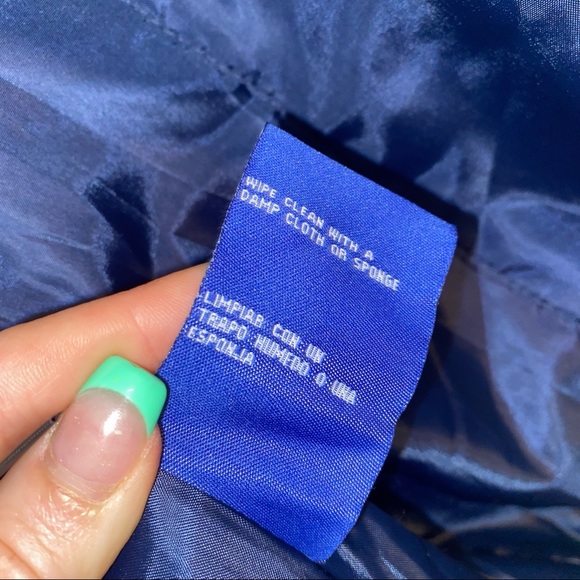 WIPE CLEAN WITH A
DAMP CLOTH OR SPONGE
LIMPIAR CON UN
TRAPO HUMEDO O UNA
ESPONJA